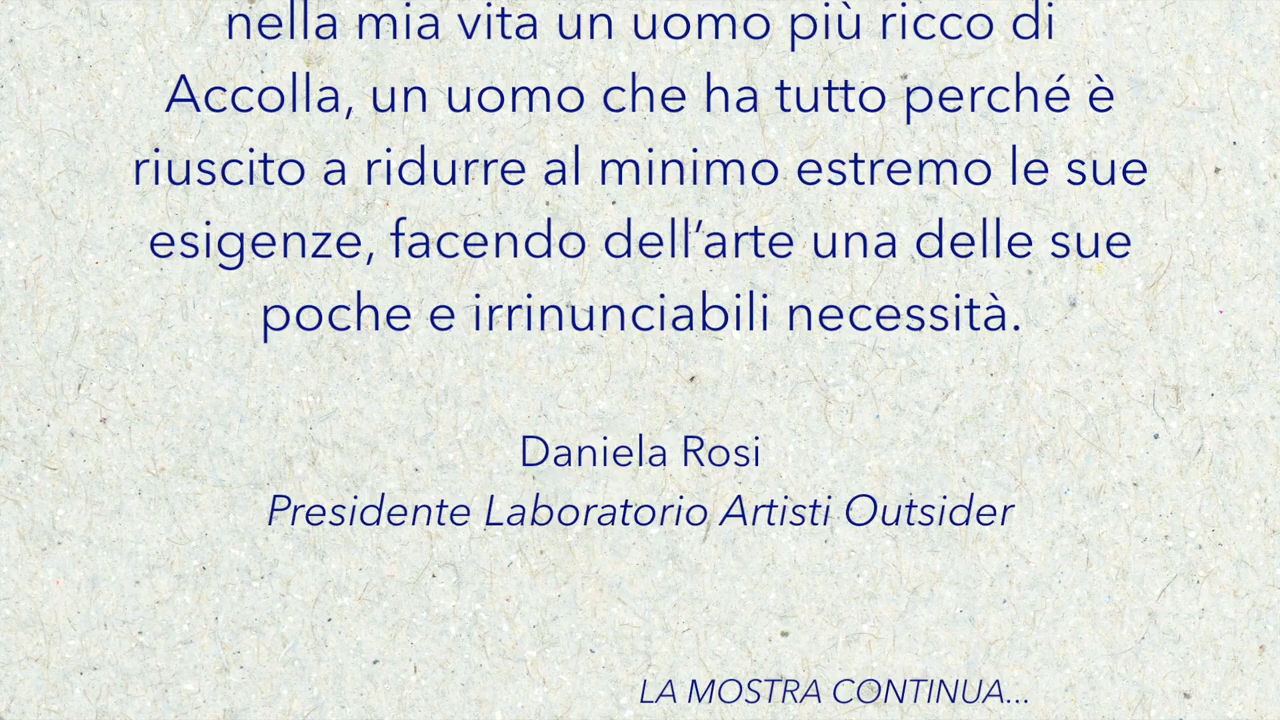 nella mia vita un uomo più ricco di
Accolla, un uomo che ha tutto perché è
riuscito a ridurre al minimo estremo le sue
esigenze, facendo dell’arte una delle sue
poche e irrinunciabili necessità.
Daniela Rosi
Presidente Laboratorio Artisti Outsider
LA MOSTRA CONTINUA...